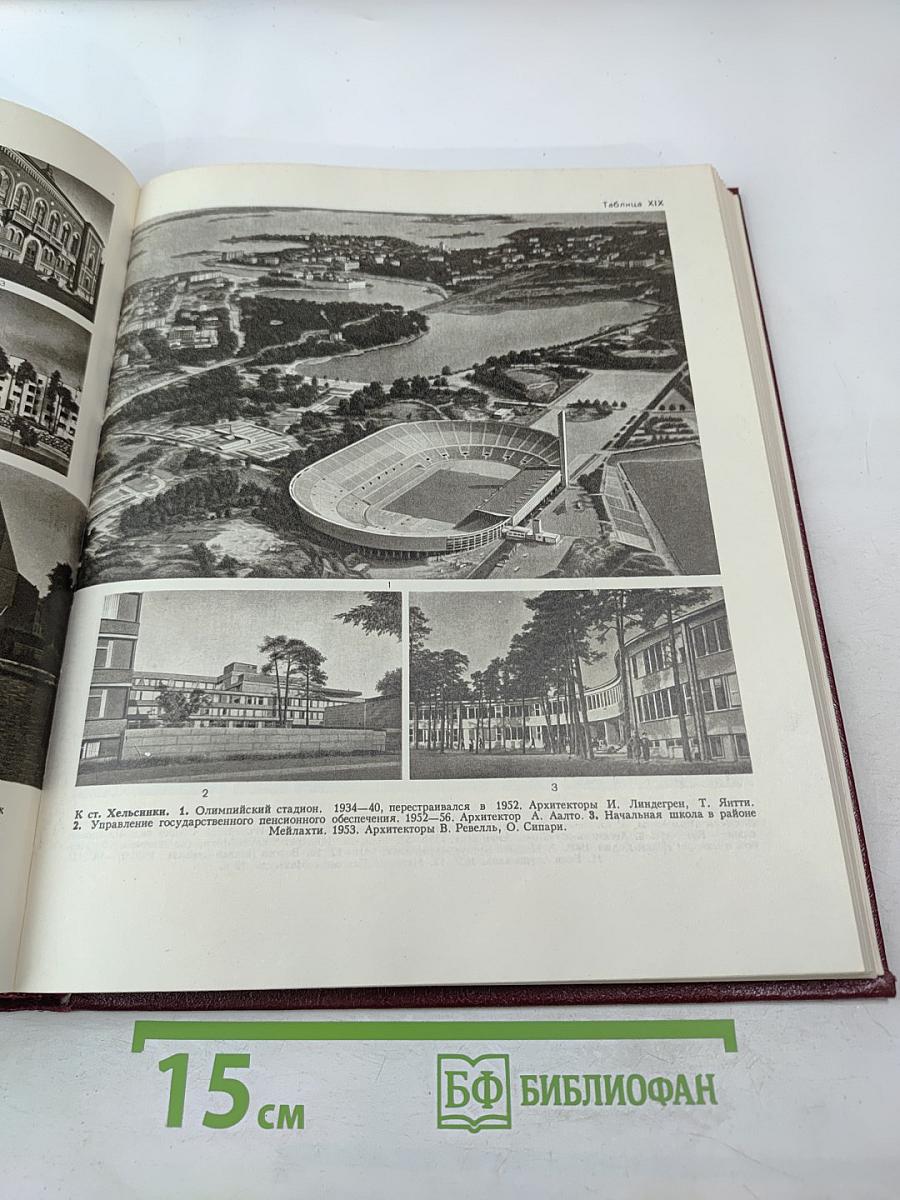 Таблица XIX
3
1
2
3
к
К ст. Хельсинки. 1. Олимпийский стадион. 1934—40, перестраивался в 1952. Архитекторы И. Линдегрен, Т. Янтти.
2. Управление государственного пенсионного обеспечения. 1952—56. Архитектор А. Аалто. 3. Начальная школа в районе
Мейлахти. 1953. Архитекторы В. Ревелль, О. Сипари.
15 см
БФ БИБЛИОФАН